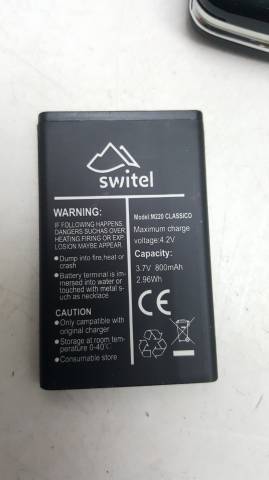 switel
WARNING:
IF FOLLOWING HAPPENS.
DANGERS SUCHAS OVER
HEATING.FIRING OR EXP
LOSION MAYBE APPEAR
● Dump into fire,heat or
crash
● Battery terminal is im-
mersed into water or
touched with metal s-
uch as necklace
CAUTION
● Only compatible with
original charger
● Storage at room tem-
perature 0-40℃
● Consumable store
Model:M220 CLASSICO
Maximum charge
voltage:4.2V
Capacity:
3.7V 800mAh
2.96Wh
CE